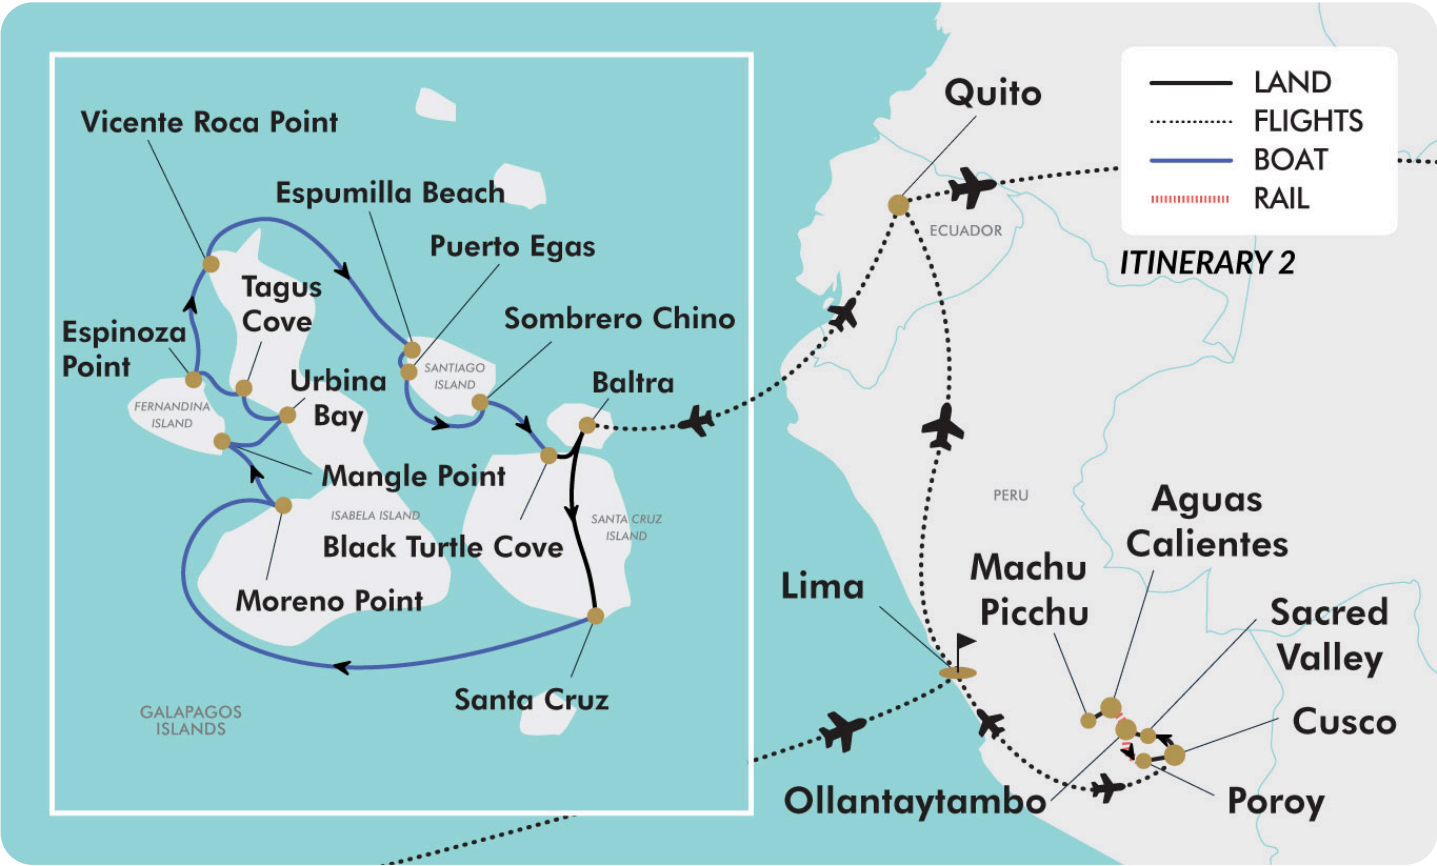 Quito
LAND
FLIGHTS
BOAT
RAIL
ECUADOR
ITINERARY 2
Vicente Roca Point
Espumilla Beach
Puerto Egas
Tagus
Cove
Sombrero Chino
Espinoza
Point
SANTIAGO
ISLAND
Urbina
Bay
Baltra
FERNANDINA
ISLAND
Mangle Point
ISABELA ISLAND
SANTA CRUZ
ISLAND
Black Turtle Cove
Moreno Point
Santa Cruz
GALAPAGOS
ISLANDS
PERU
Aguas
Calientes
Machu
Picchu
Lima
Sacred
Valley
Cusco
Ollantaytambo
Poroy